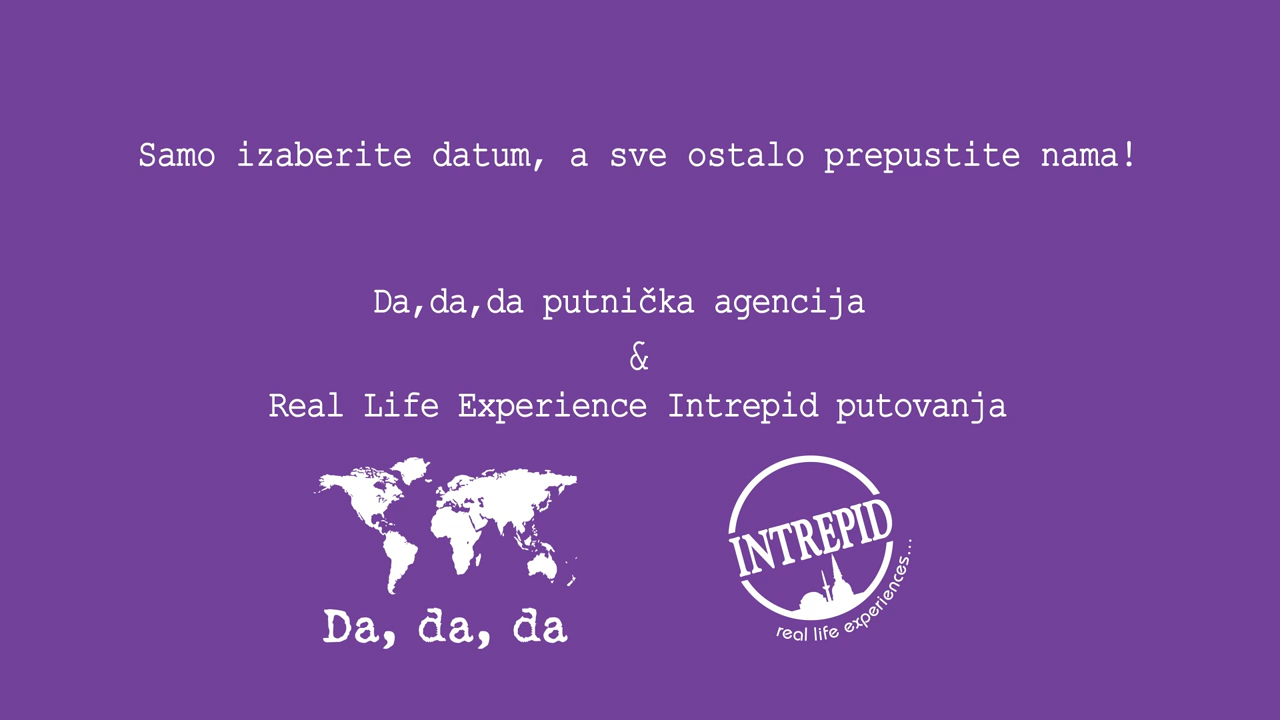 Samo izaberite datum, a sve ostalo prepustite nama!
Da,da,da putnička agencija
&
Real Life Experience Intrepid putovanja
Da, da, da
INTREPID
real life experiences...